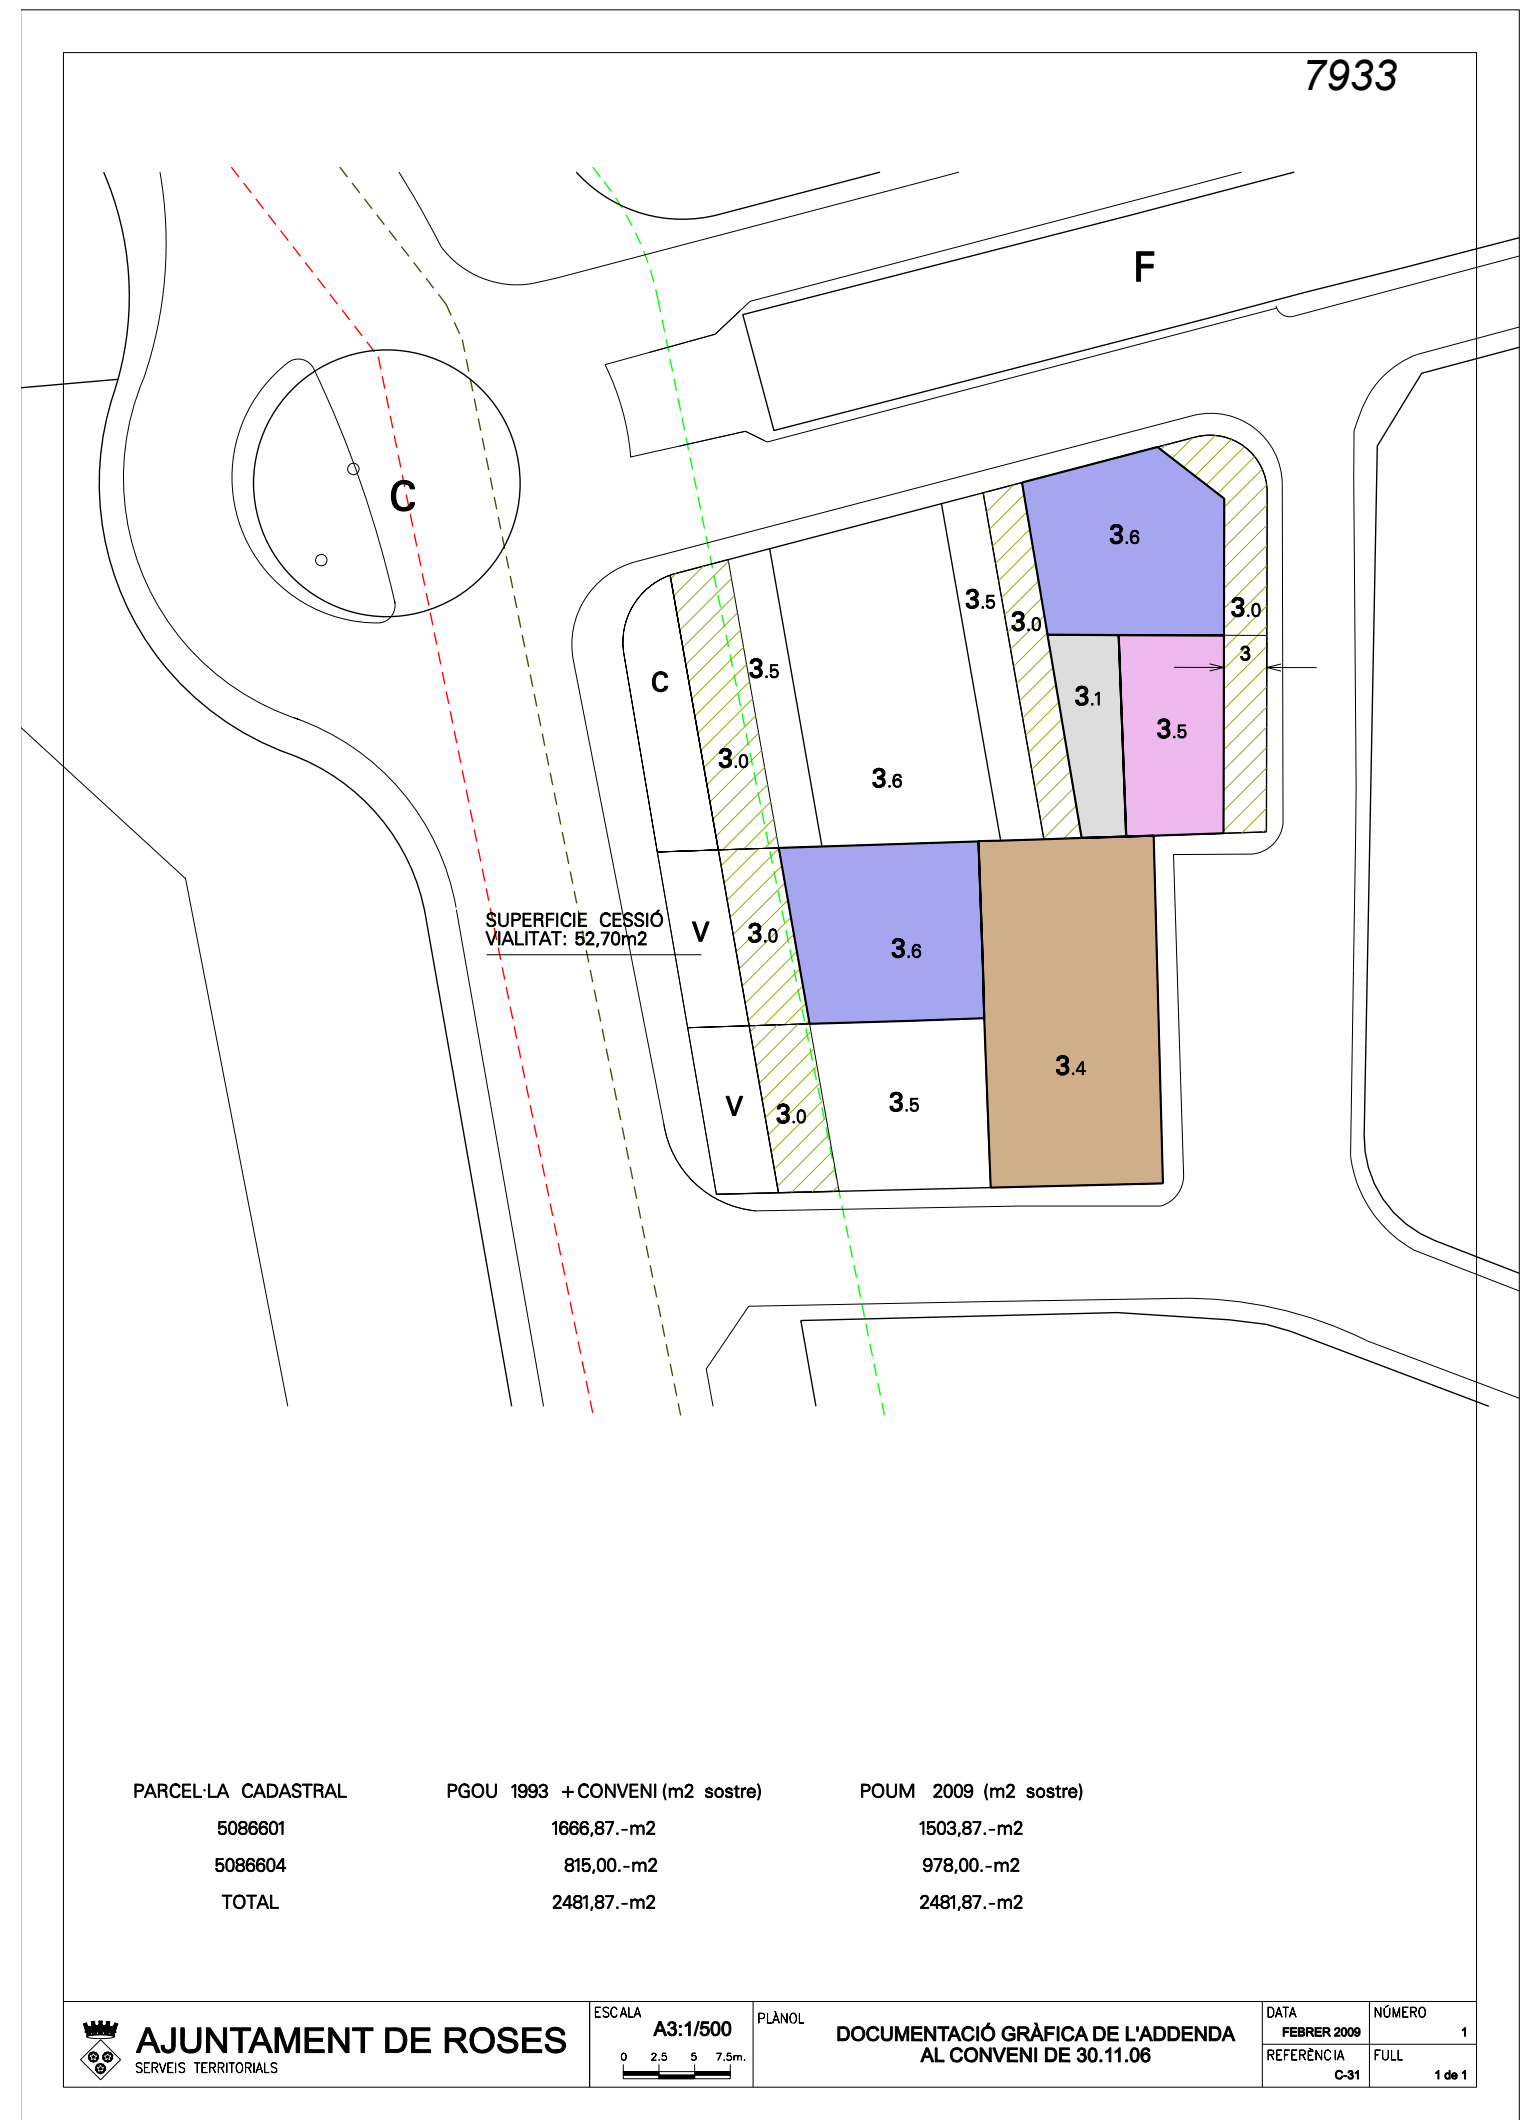 7933
F
C
3.6
3.5
3.0
3.0
3
C
3.5
3.1
3.5
3.0
3.6
SUPERFICIE CESSIÓ
VIALITAT: 52,70m2
V
3.0
3.6
3.4
V
3.0
3.5
PARCEL·LA CADASTRAL PGOU 1993 +CONVENI (m2 sostre) POUM 2009 (m2 sostre)
5086601 1666,87.-m2 1503,87.-m2
5086604 815,00.-m2 978,00.-m2
TOTAL 2481,87.-m2 2481,87.-m2
AJUNTAMENT DE ROSES
SERVEIS TERRITORIALS
ESCALA
A3:1/500
0 2.5 5 7.5m.
PLÀNOL
DOCUMENTACIÓ GRÀFICA DE L'ADDENDA
AL CONVENI DE 30.11.06
DATA
FEBRER 2009
NÚMERO
1
REFERÈNCIA
C-31
FULL
1 de 1